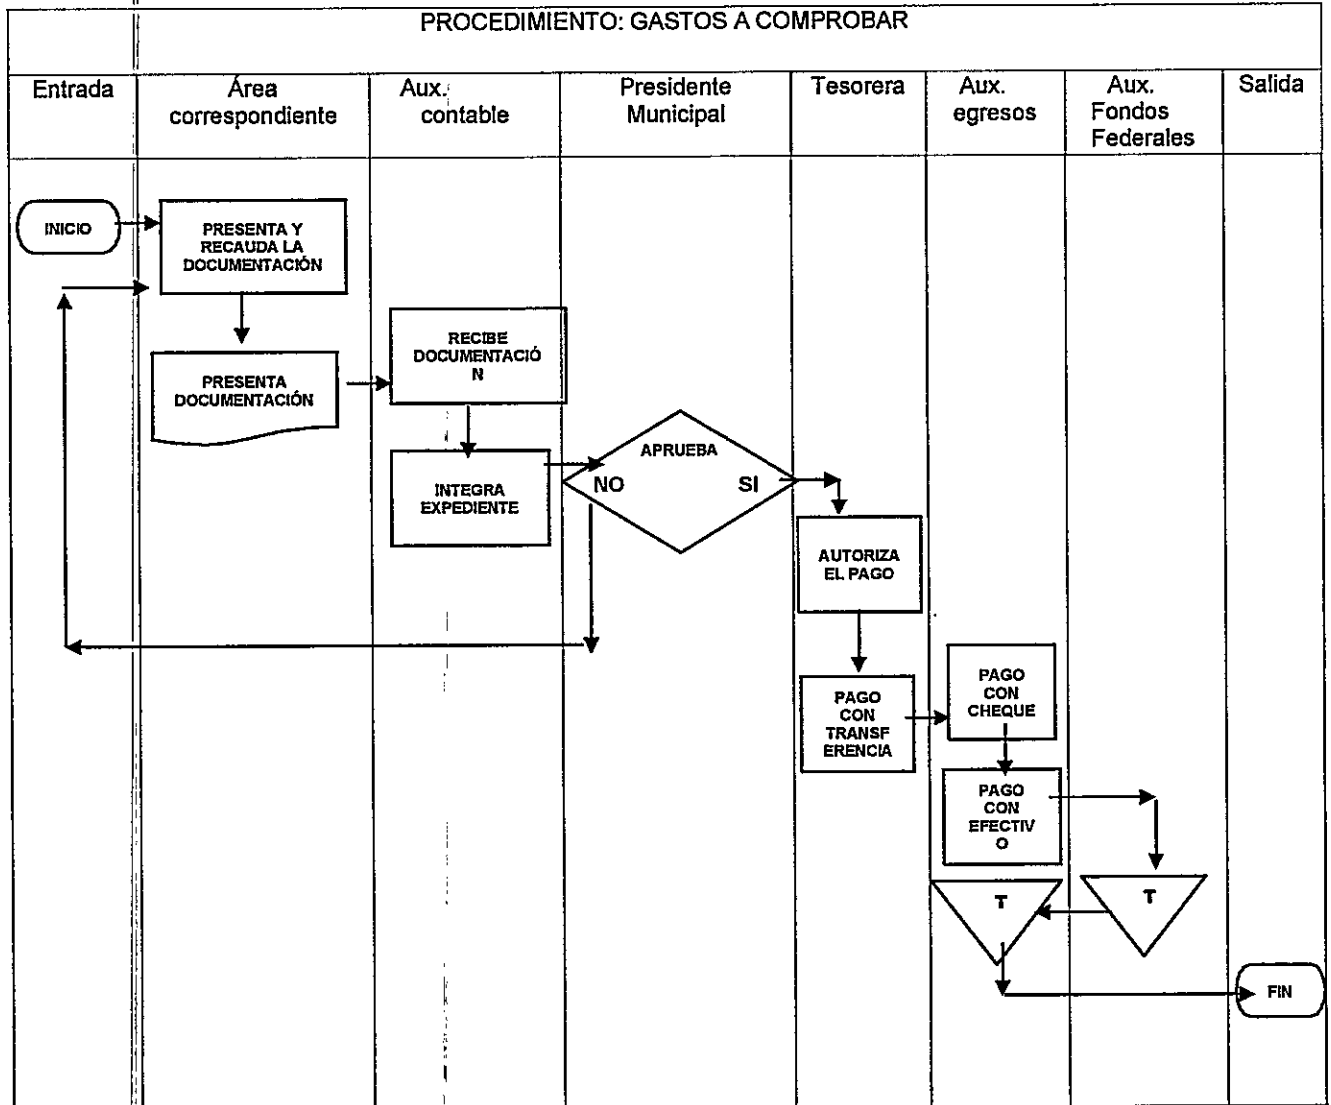 PROCEDIMIENTO: GASTOS A COMPROBAR
Entrada
Área
correspondiente
Aux.
contable
Presidente
Municipal
Tesorera
Aux.
egresos
Aux.
Fondos
Federales
Salida
INICIO
PRESENTA Y
RECAUDA LA
DOCUMENTACIÓN
PRESENTA
DOCUMENTACIÓN
RECIBE
DOCUMENTACIÓ
N
INTEGRA
EXPEDIENTE
APRUEBA
NO
SI
AUTORIZA
EL PAGO
PAGO
CON
TRANSF
ERENCIA
PAGO
CON
CHEQUE
PAGO
CON
EFECTIV
O
T
T
FIN